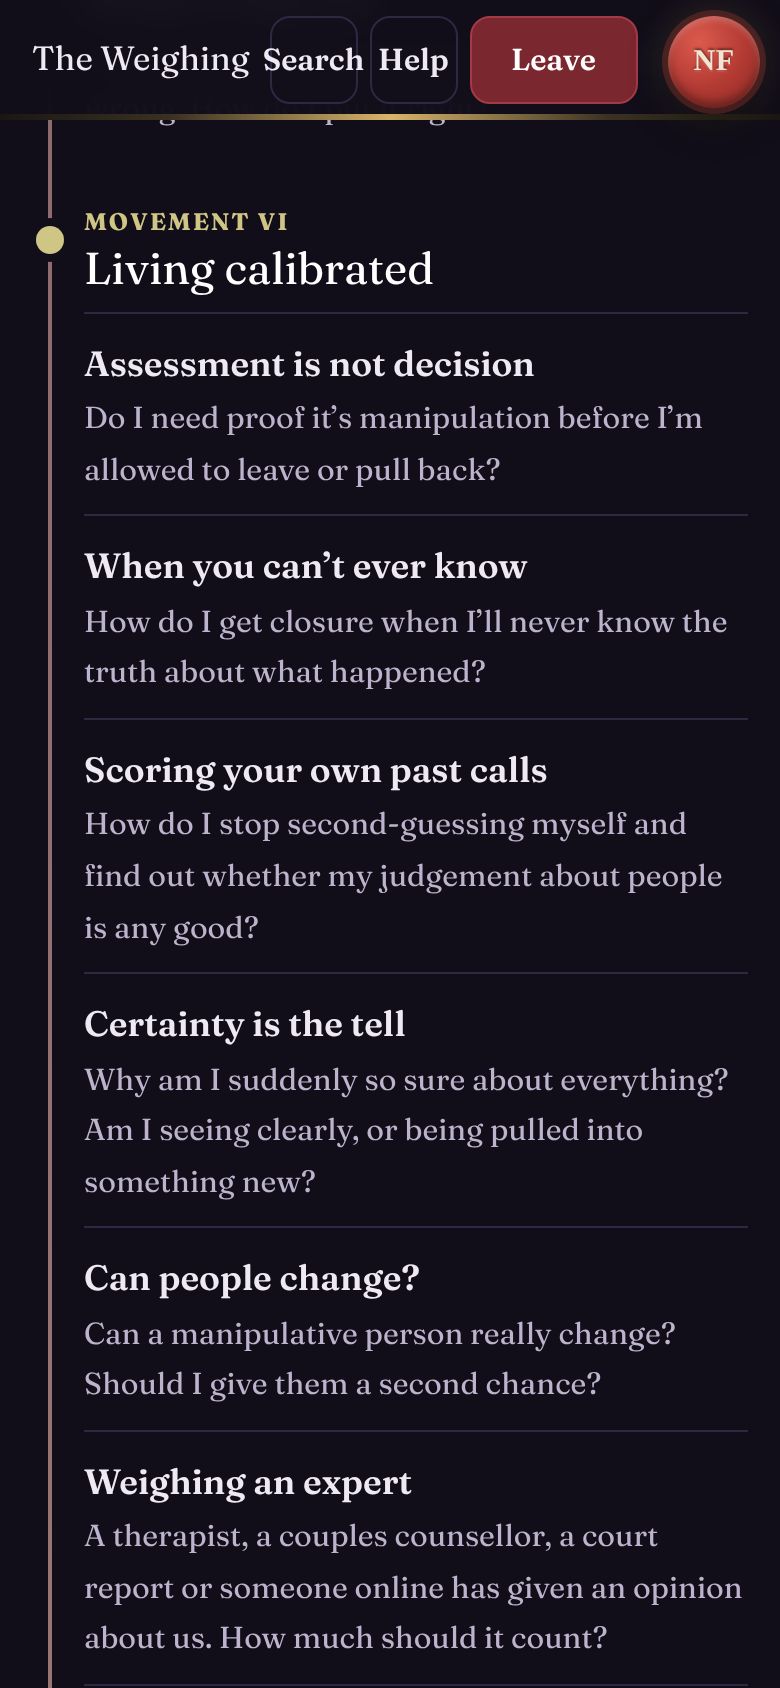 The Weighing Search Help Leave NF
MOVEMENT VI
Living calibrated
Assessment is not decision
Do I need proof it’s manipulation before I’m
allowed to leave or pull back?
When you can’t ever know
How do I get closure when I’ll never know the
truth about what happened?
Scoring your own past calls
How do I stop second-guessing myself and
find out whether my judgement about people
is any good?
Certainty is the tell
Why am I suddenly so sure about everything?
Am I seeing clearly, or being pulled into
something new?
Can people change?
Can a manipulative person really change?
Should I give them a second chance?
Weighing an expert
A therapist, a couples counsellor, a court
report or someone online has given an opinion
about us. How much should it count?